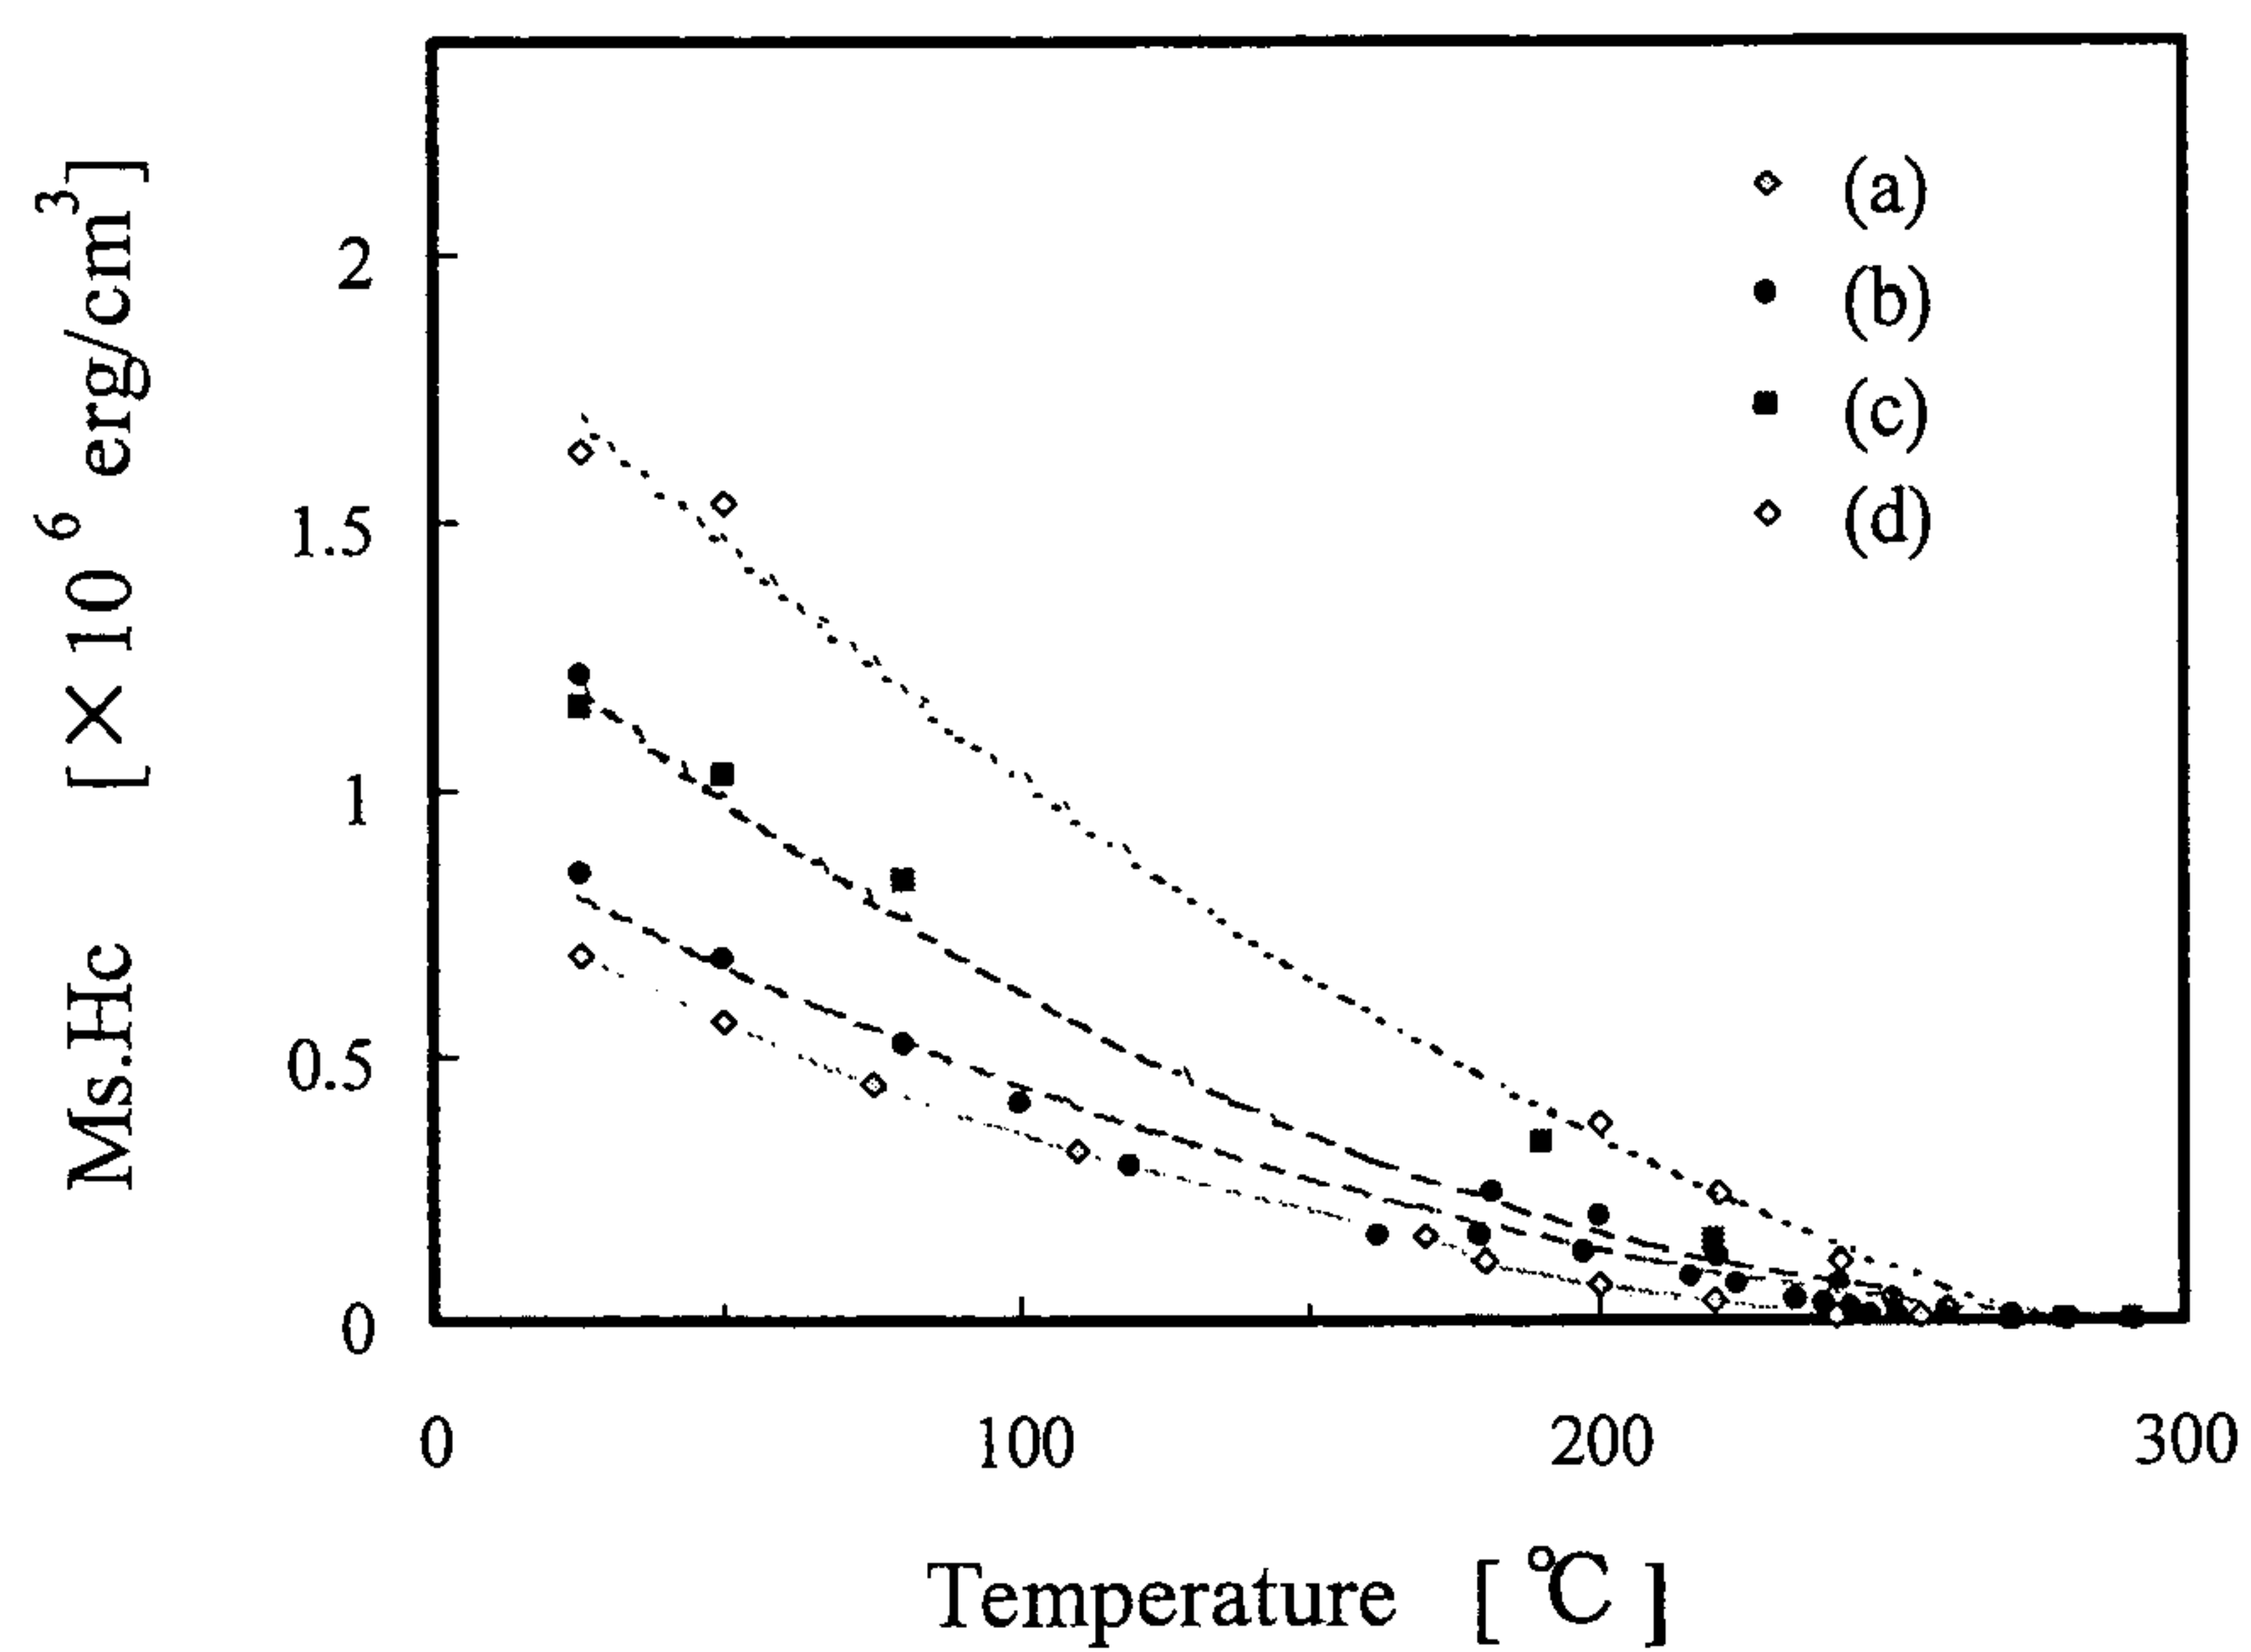 Ms.Hc [ ×10⁶ erg/cm³]
2
1.5
1
0.5
0
(a)
(b)
(c)
(d)
0 100 200 300
Temperature [ ℃ ]